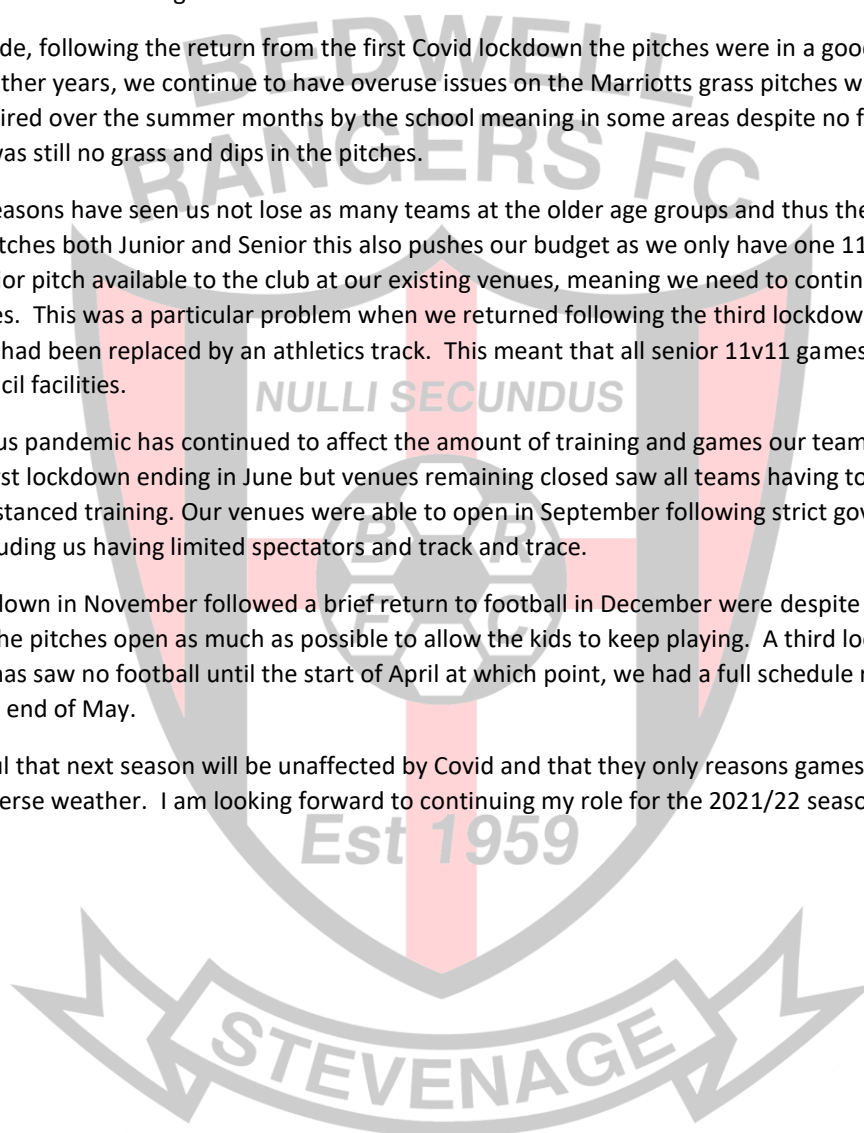 BEDWELL
RANGERS FC
de, following the return from the first Covid lockdown the pitches were in a goo
ther years, we continue to have overuse issues on the Marriotts grass pitches w
ired over the summer months by the school meaning in some areas despite no f
was still no grass and dips in the pitches.
easons have seen us not lose as many teams at the older age groups and thus the
itches both Junior and Senior this also pushes our budget as we only have one 11
ior pitch available to the club at our existing venues, meaning we need to contin
es. This was a particular problem when we returned following the third lockdow
had been replaced by an athletics track. This meant that all senior 11v11 games
cil facilities.
NULLI SECUNDUS
us pandemic has continued to affect the amount of training and games our team
rst lockdown ending in June but venues remaining closed saw all teams having to
stanced training. Our venues were able to open in September following strict gov
uding us having limited spectators and track and trace.
B R
F C
down in November followed a brief return to football in December were despite
he pitches open as much as possible to allow the kids to keep playing. A third lo
has saw no football until the start of April at which point, we had a full schedule r
end of May.
ul that next season will be unaffected by Covid and that they only reasons games
erse weather. I am looking forward to continuing my role for the 2021/22 seaso
Est 1959
STEVENAGE